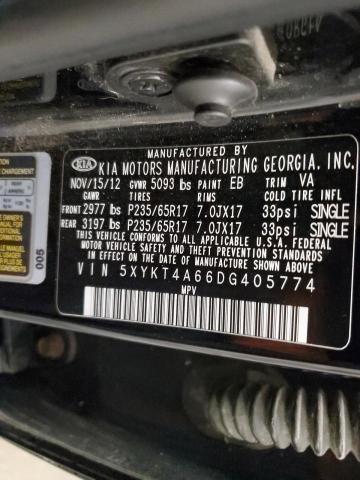 MANUFACTURED BY
KIA KIA MOTORS MANUFACTURING GEORGIA, INC.
NOV/15/12 GVWR 5093 lbs PAINT EB TRIM VA
GAWR TIRES RIMS COLD TIRE INFL
FRONT 2977 lbs P235/65R17 7.0JX17 33psi SINGLE
REAR 3197 lbs P235/65R17 7.0JX17 33psi SINGLE
THIS VEHICLE CONFORMS TO ALL APPLICABLE U.S.A. FEDERAL
MOTOR VEHICLE SAFETY AND THEFT PREVENTION STANDARDS
IN EFFECT ON THE DATE OF MANUFACTURE SHOWN ABOVE.
VIN 5XYKT4A66DG405774
MPV
005